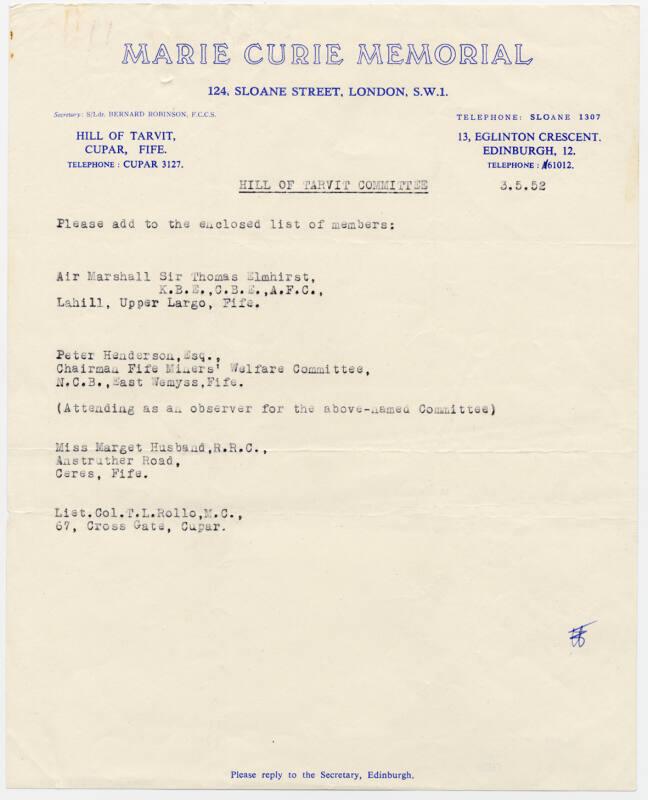 MARIE CURIE MEMORIAL
124, SLOANE STREET, LONDON, S.W.1.
Secretary: S/Ldr. BERNARD ROBINSON, F.C.C.S.
TELEPHONE: SLOANE 1307
HILL OF TARVIT,
CUPAR, FIFE.
TELEPHONE : CUPAR 3127.
13, EGLINTON CRESCENT.
EDINBURGH, 12.
TELEPHONE : 61012.
HILL OF TARVIT COMMITTEE
3.5.52
Please add to the enclosed list of members:
Air Marshall Sir Thomas Elmhirst,
K.B.E.,C.B.E.,A.F.C.,
Lahill, Upper Largo, Fife.
Peter Henderson,Esq.,
Chairman Fife Miners' Welfare Committee,
N.C.B.,East Wemyss,Fife.
(Attending as an observer for the above-named Committee)
Miss Marget Husband,R.R.C.,
Anstruther Road,
Ceres, Fife.
Liet.Col.T.L.Rollo,M.C.,
67, Cross Gate, Cupar.
Please reply to the Secretary, Edinburgh.